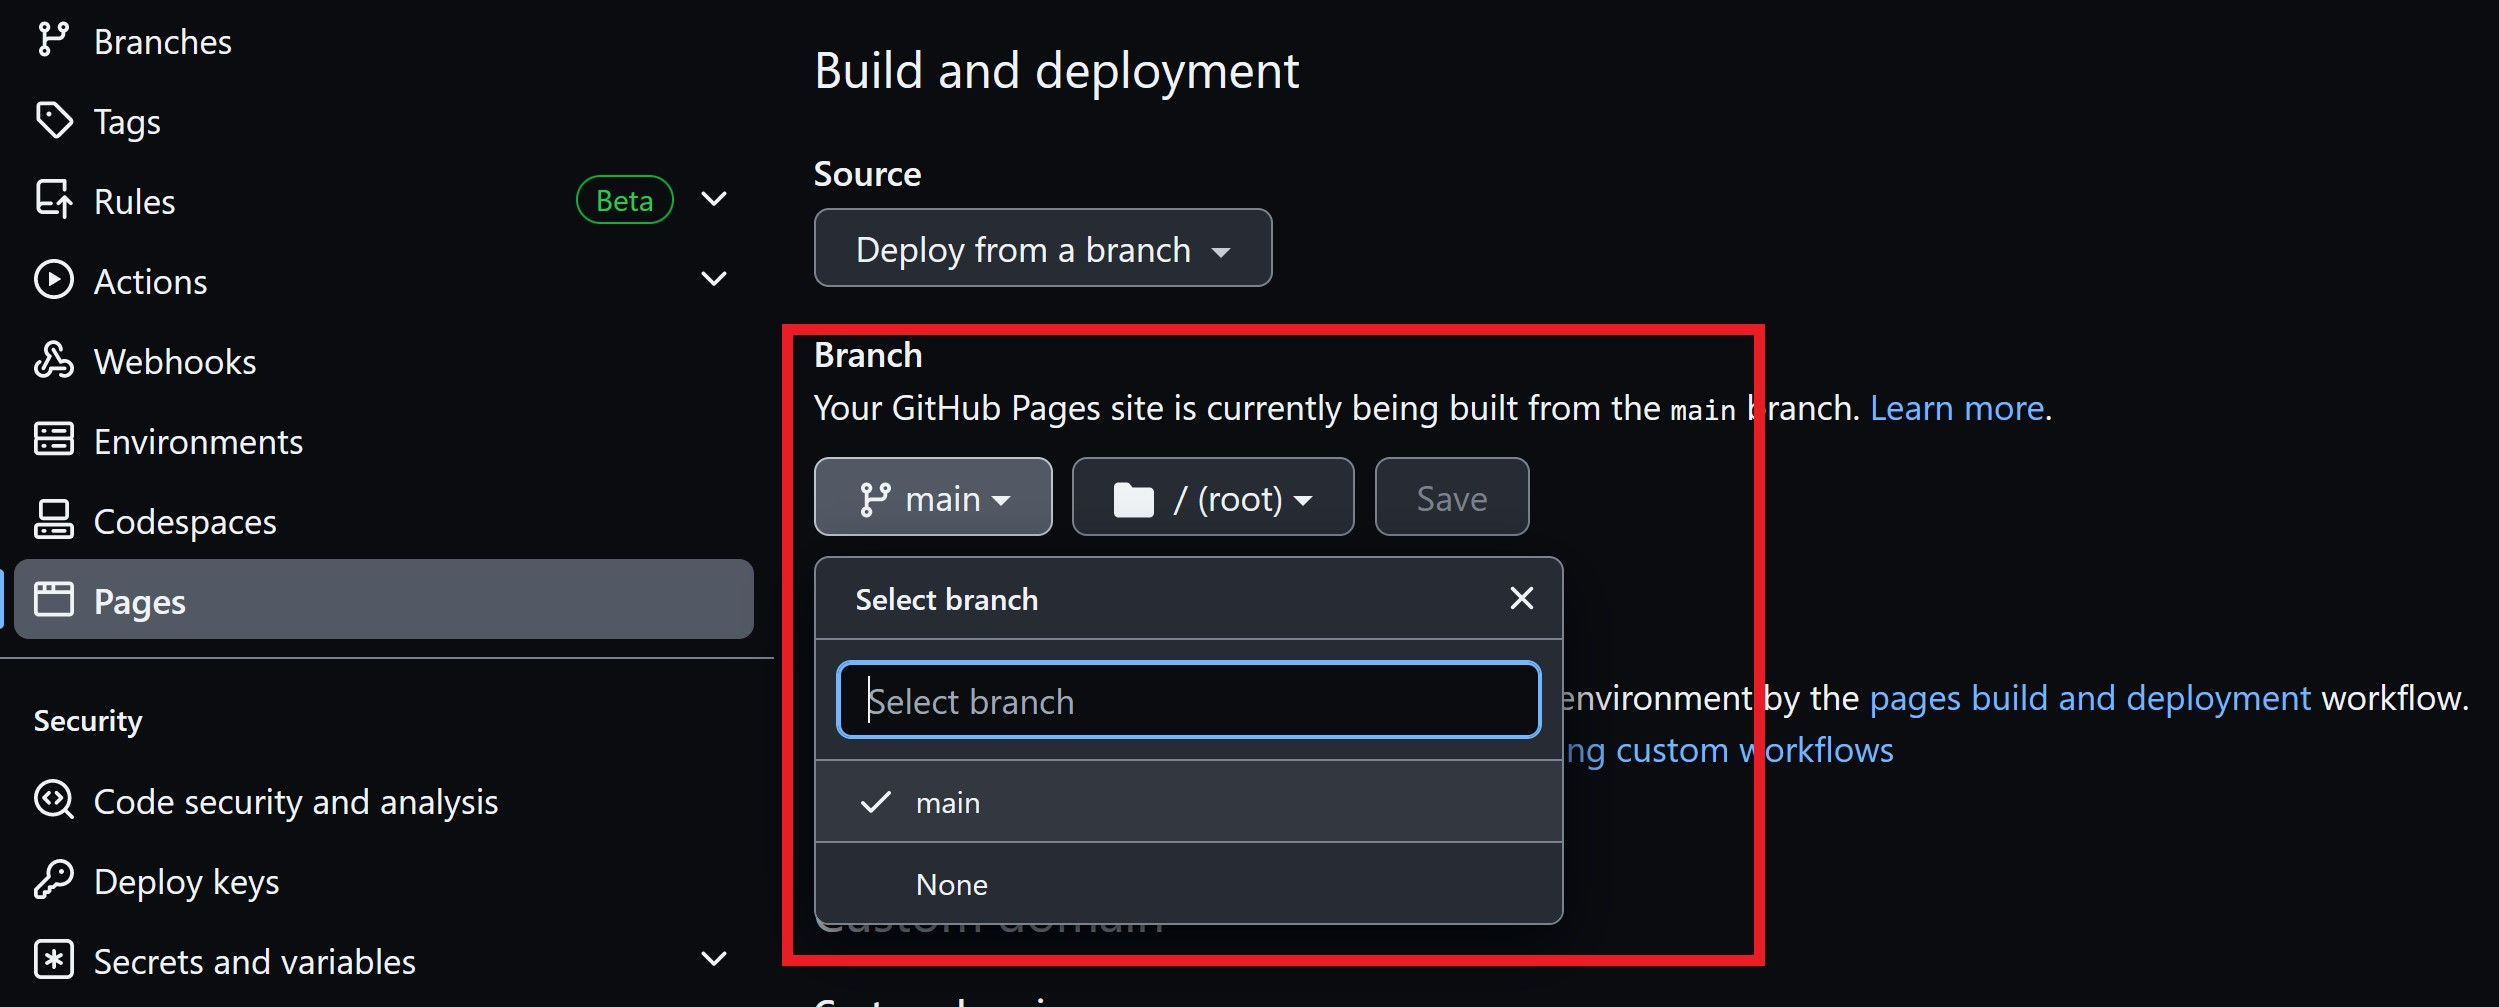 Branches
Tags
Rules
Beta
Actions
Webhooks
Environments
Codespaces
Pages
Security
Code security and analysis
Deploy keys
Secrets and variables
Build and deployment
Source
Deploy from a branch
Branch
Your GitHub Pages site is currently being built from the main branch. Learn more.
main
/ (root)
Save
Select branch
Select branch
environment by the pages build and deployment workflow.
ng custom workflows
main
None
Custom domain